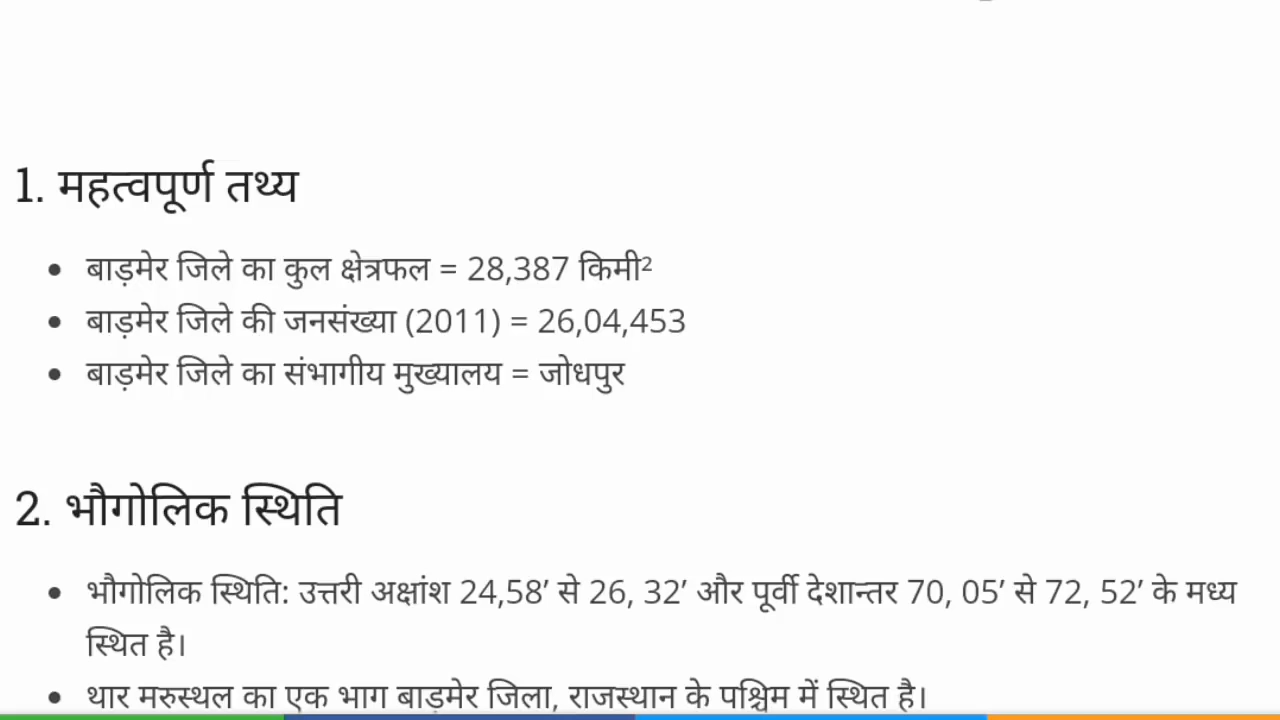 1. महत्वपूर्ण तथ्य
बाड़मेर जिले का कुल क्षेत्रफल = 28,387 किमी²
बाड़मेर जिले की जनसंख्या (2011) = 26,04,453
बाड़मेर जिले का संभागीय मुख्यालय = जोधपुर
2. भौगोलिक स्थिति
भौगोलिक स्थिति: उत्तरी अक्षांश 24,58’ से 26, 32’ और पूर्वी देशान्तर 70, 05’ से 72, 52’ के मध्य
स्थित है।
थार मरुस्थल का एक भाग बाड़मेर जिला, राजस्थान के पश्चिम में स्थित है।